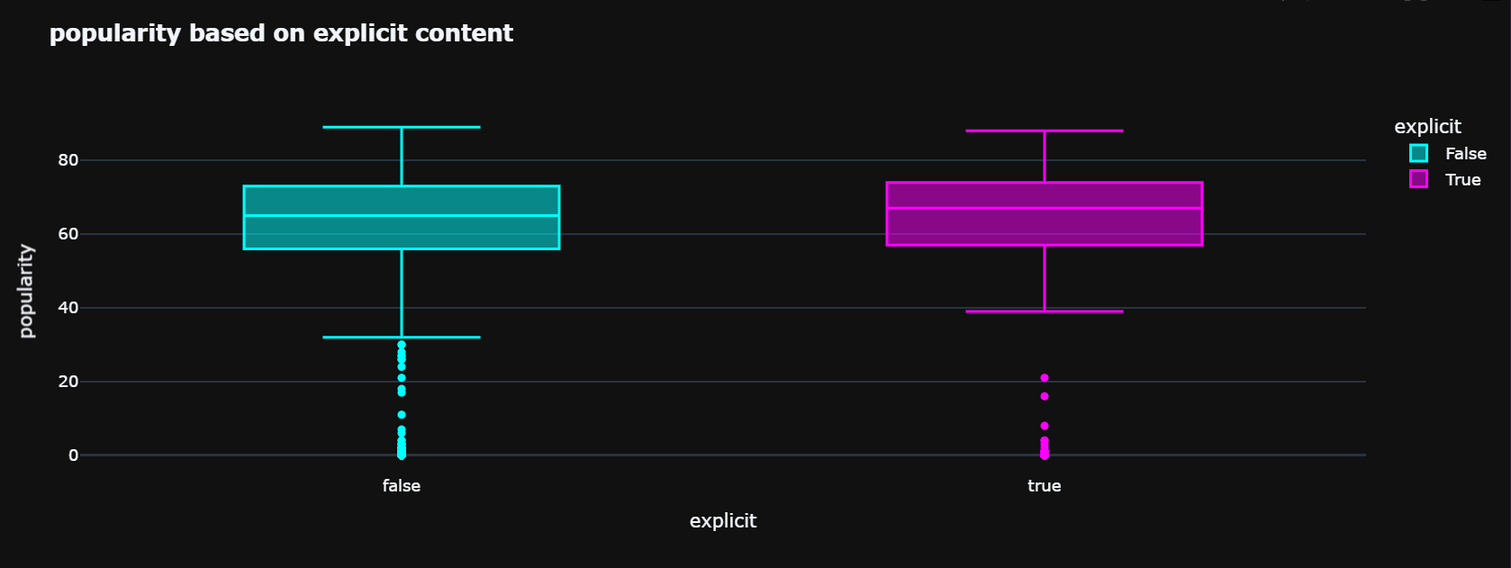 popularity based on explicit content
explicit
False
True
popularity
80
60
40
20
0
false
true
explicit